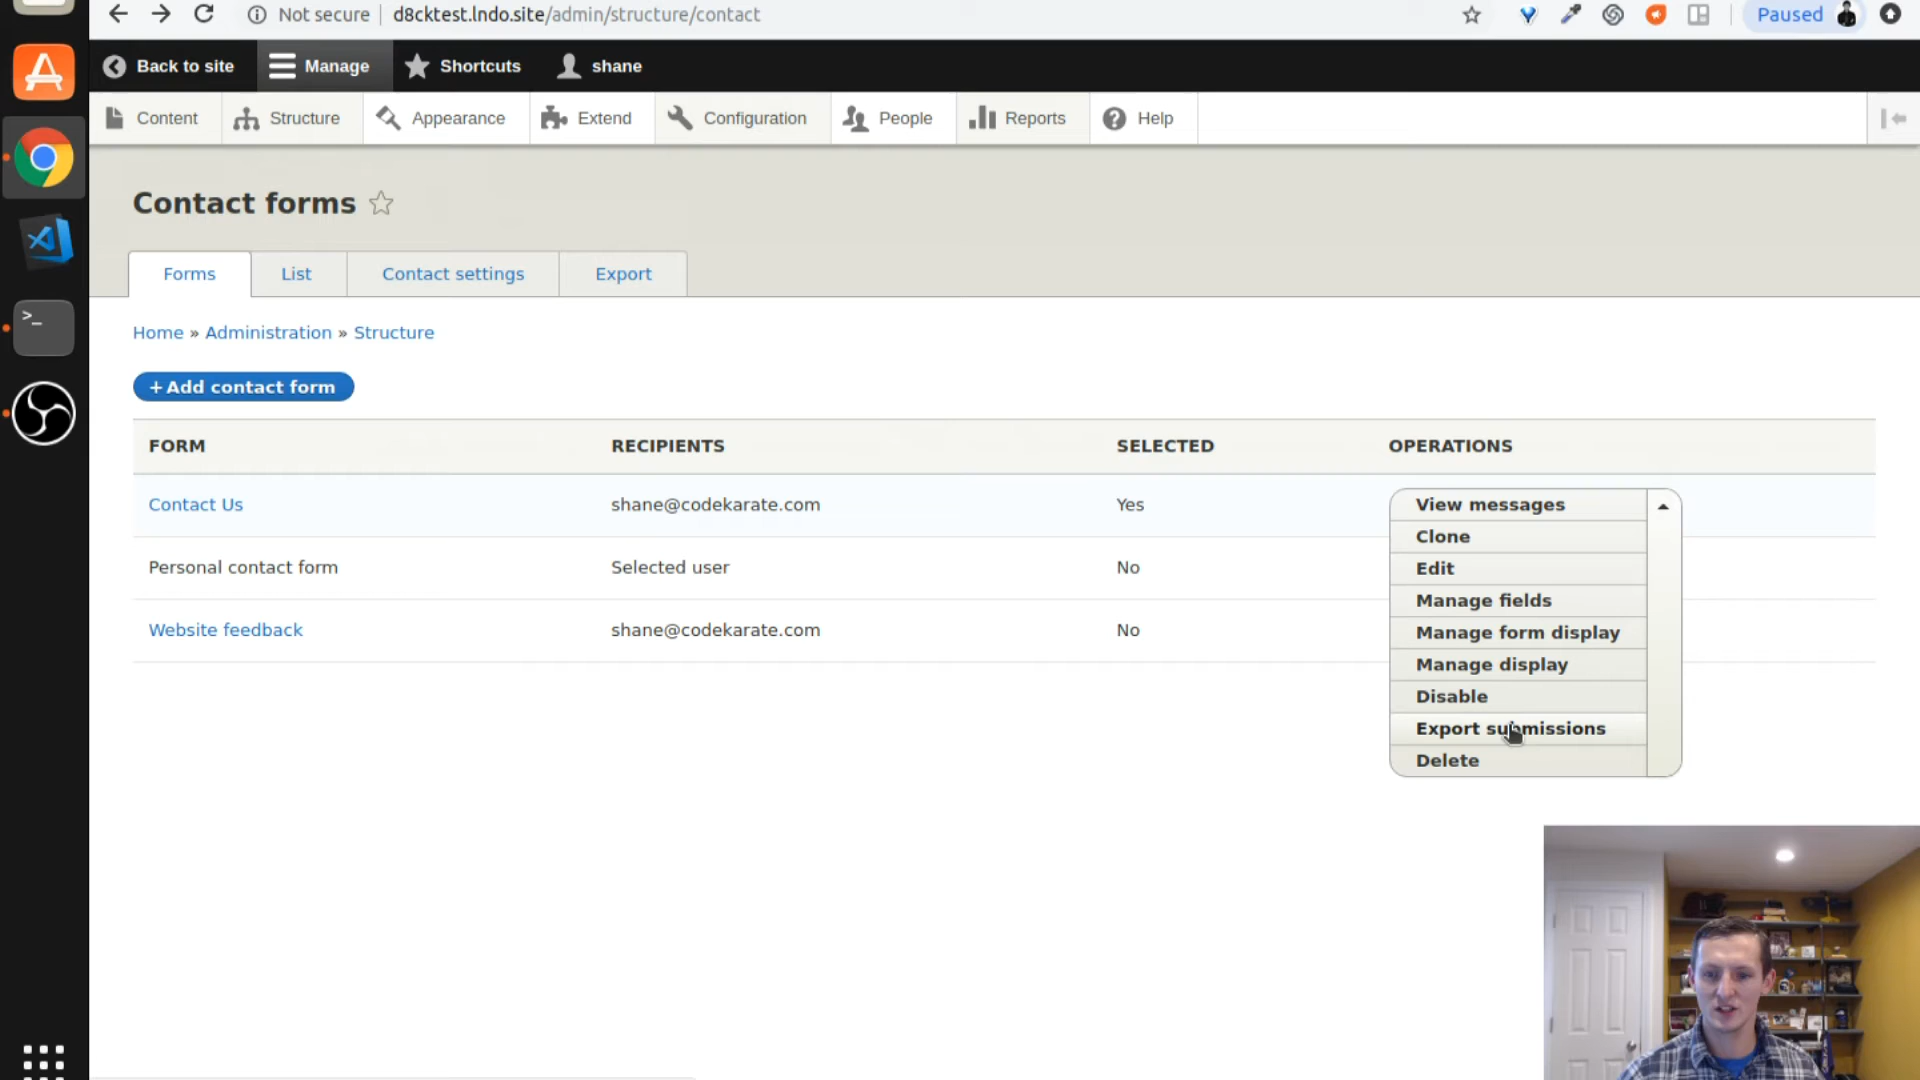 Not secure
d8cktest.lndo.site/admin/structure/contact
Paused
Back to site
Manage
Shortcuts
shane
Content
Structure
Appearance
Extend
Configuration
People
Reports
Help
Contact forms
Forms
List
Contact settings
Export
Home » Administration » Structure
+ Add contact form
FORM RECIPIENTS SELECTED OPERATIONS
Contact Us shane@codekarate.com Yes
View messages
Clone
Edit
Manage fields
Manage form display
Manage display
Disable
Export submissions
Delete
Personal contact form Selected user No
Website feedback shane@codekarate.com No